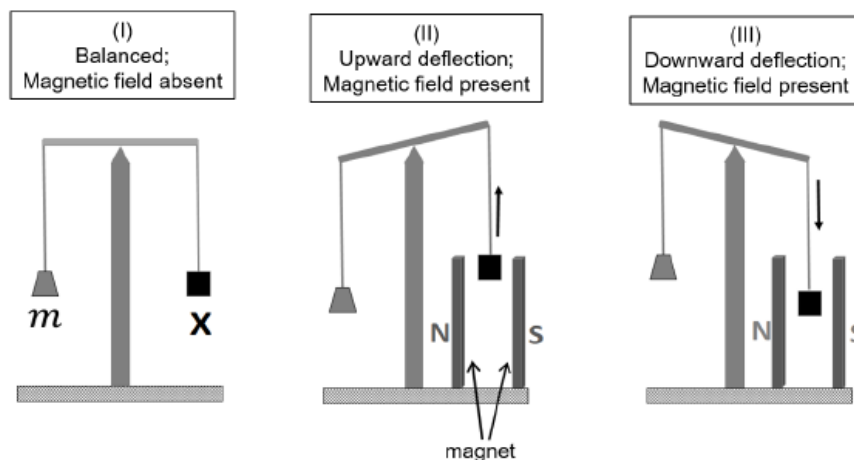 (I)
Balanced;
Magnetic field absent
(II)
Upward deflection;
Magnetic field present
(III)
Downward deflection;
Magnetic field present
m
X
N
S
N
S
magnet